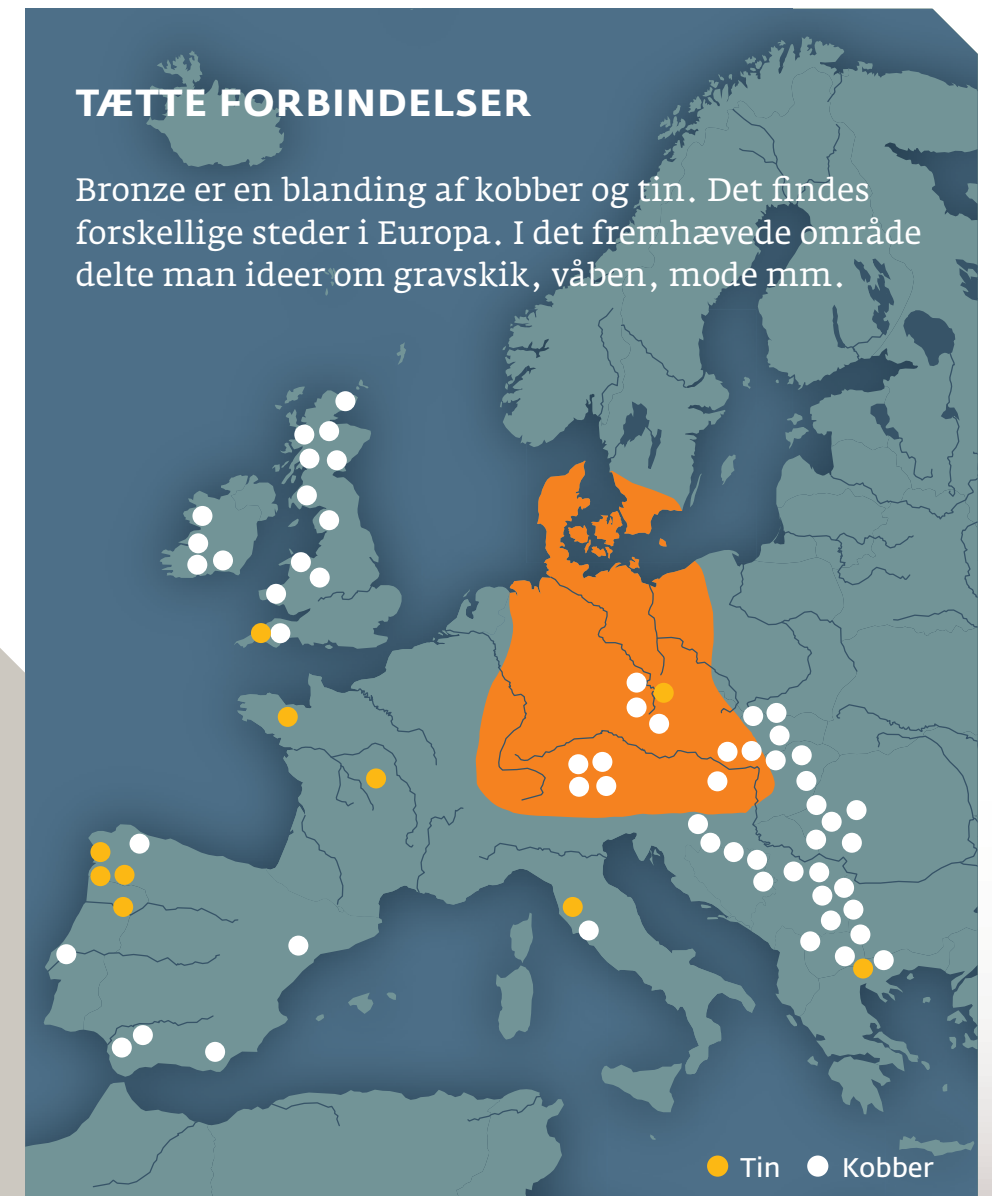 TÆTTE FORBINDELSER
Bronze er en blanding af kobber og tin. Det findes
forskellige steder i Europa. I det fremhævede område
delte man ideer om gravskik, våben, mode mm.
Tin Kobber